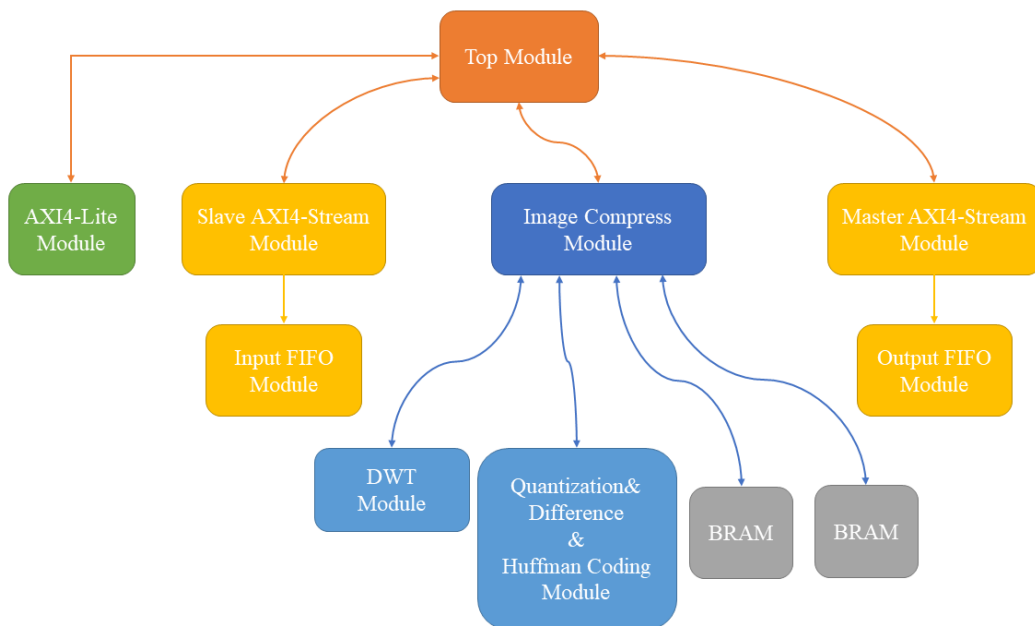 Top Module
AXI4-Lite
Module
Slave AXI4-Stream
Module
Image Compress
Module
Master AXI4-Stream
Module
Input FIFO
Module
Output FIFO
Module
DWT
Module
Quantization&
Difference
&
Huffman Coding
Module
BRAM
BRAM